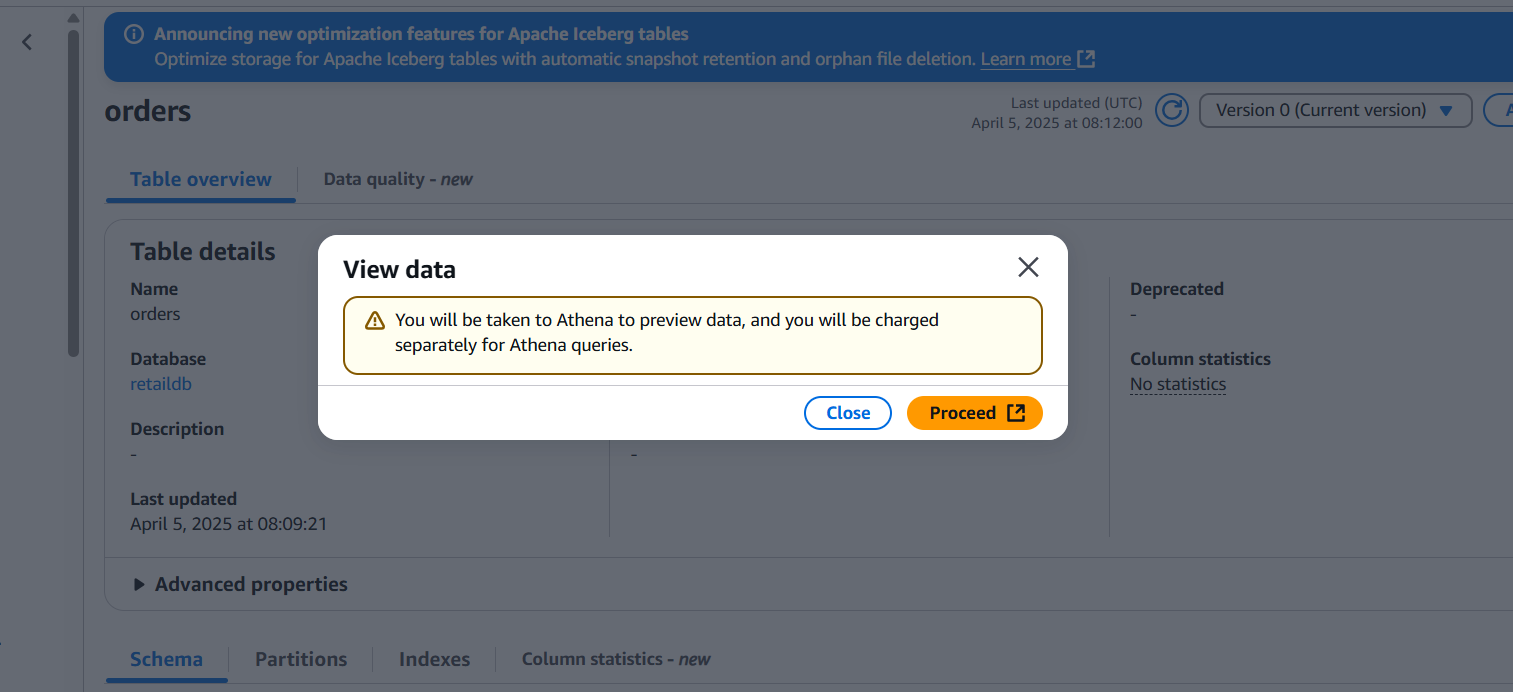 Announcing new optimization features for Apache Iceberg tables
Optimize storage for Apache Iceberg tables with automatic snapshot retention and orphan file deletion. Learn more
orders
Last updated (UTC)
April 5, 2025 at 08:12:00
Version 0 (Current version)
Table overview
Data quality - new
Table details
Name
orders
Database
retaildb
Description
-
Last updated
April 5, 2025 at 08:09:21
-
Deprecated
-
Column statistics
No statistics
View data
You will be taken to Athena to preview data, and you will be charged
separately for Athena queries.
Close
Proceed
Advanced properties
Schema
Partitions
Indexes
Column statistics - new